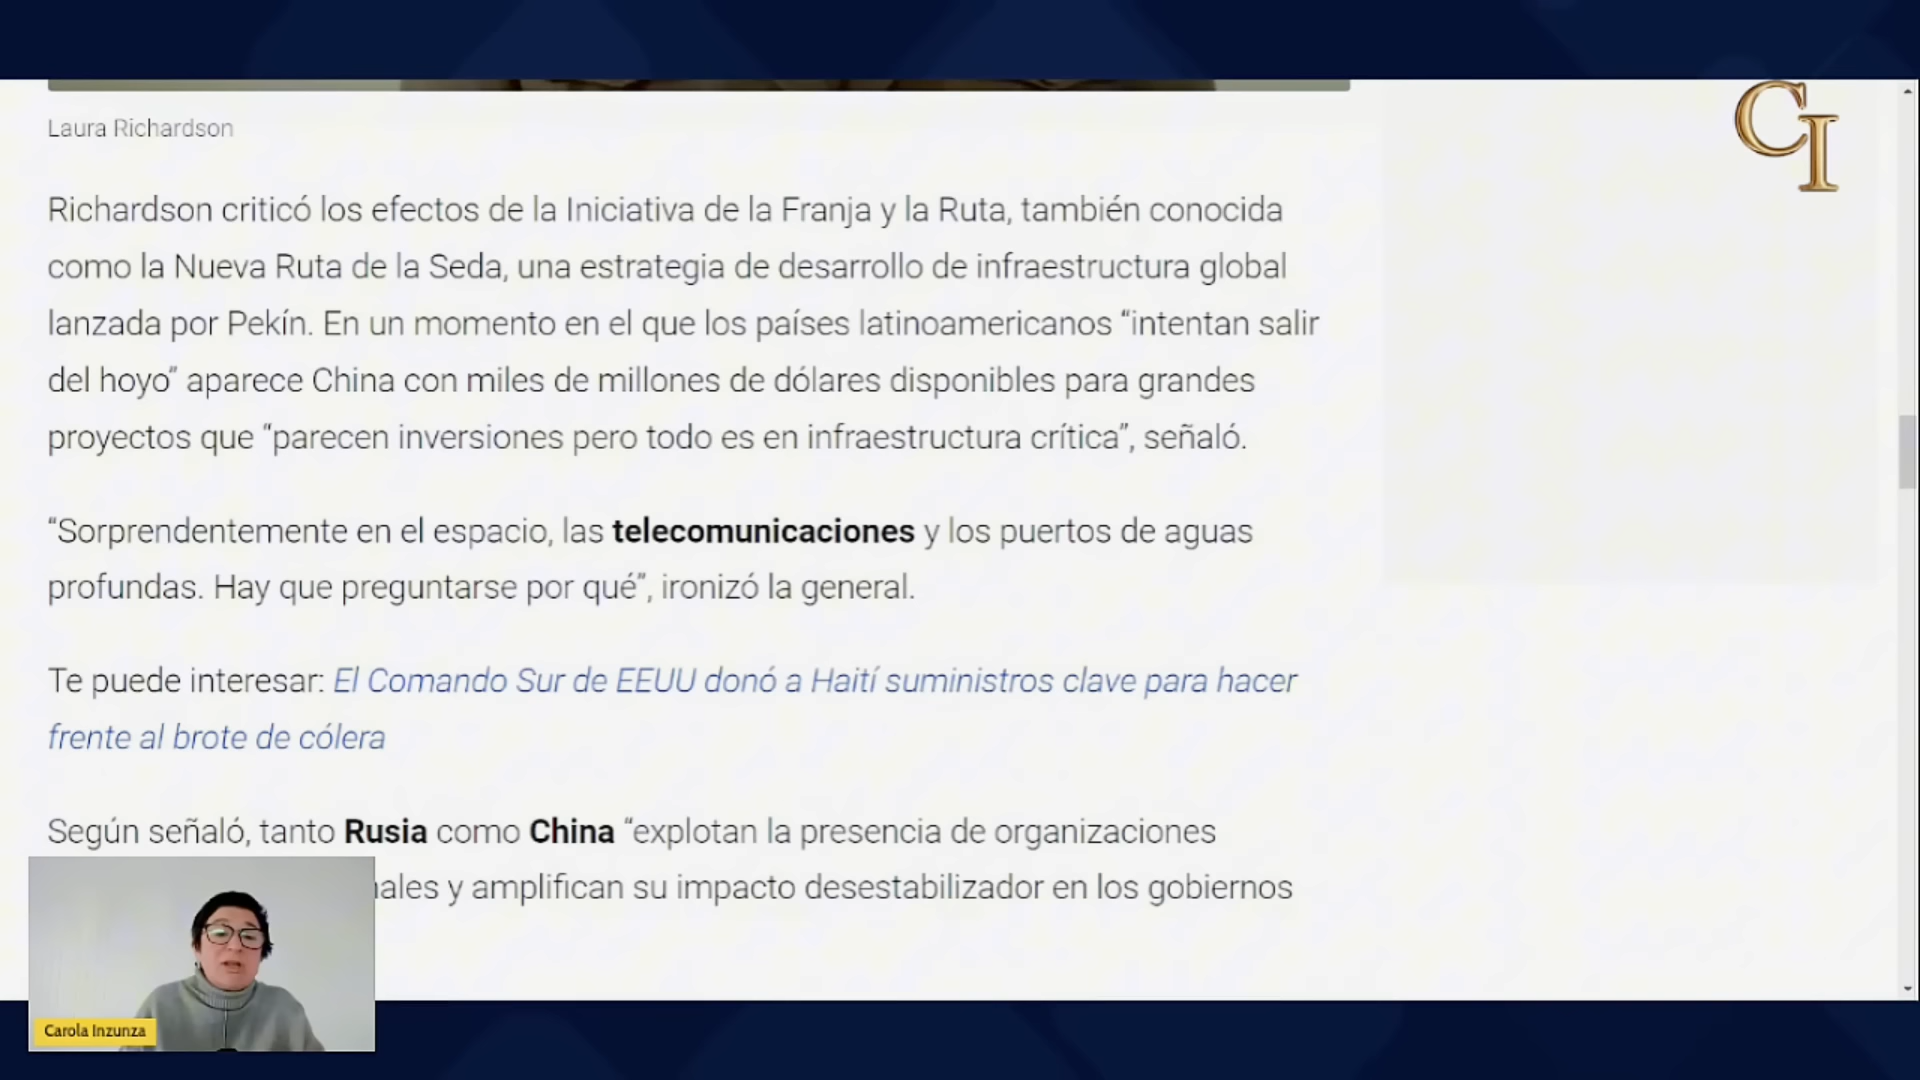 CI
Laura Richardson
Richardson criticó los efectos de la Iniciativa de la Franja y la Ruta, también conocida
como la Nueva Ruta de la Seda, una estrategia de desarrollo de infraestructura global
lanzada por Pekín. En un momento en el que los países latinoamericanos “intentan salir
del hoyo” aparece China con miles de millones de dólares disponibles para grandes
proyectos que “parecen inversiones pero todo es en infraestructura crítica”, señaló.
“Sorprendentemente en el espacio, las telecomunicaciones y los puertos de aguas
profundas. Hay que preguntarse por qué”, ironizó la general.
Te puede interesar: El Comando Sur de EEUU donó a Haití suministros clave para hacer
frente al brote de cólera
Según señaló, tanto Rusia como China “explotan la presencia de organizaciones
nales y amplifican su impacto desestabilizador en los gobiernos
Carola Inzunza